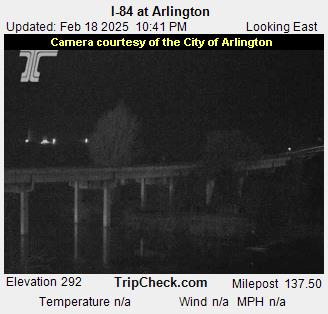 I-84 at Arlington
Updated: Feb 18 2025 10:41 PM Looking East
Camera courtesy of the City of Arlington
Elevation 292 TripCheck.com Milepost 137.50
Temperature n/a Wind n/a MPH n/a